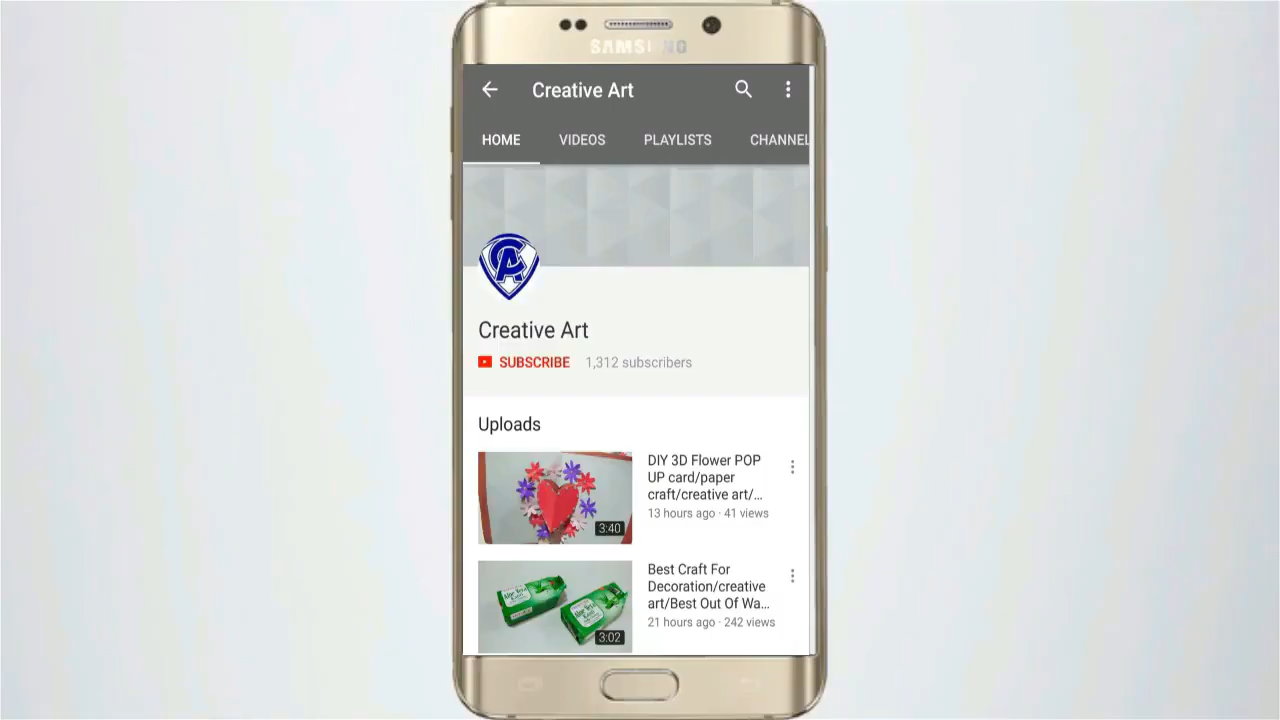 SAMSUNG
Creative Art
HOME VIDEOS PLAYLISTS CHANNEL
CA
Creative Art
SUBSCRIBE 1,312 subscribers
Uploads
DIY 3D Flower POP
UP card/paper
craft/creative art/...
13 hours ago · 41 views
3:40
Best Craft For
Decoration/creative
art/Best Out Of Wa...
21 hours ago · 242 views
3:02